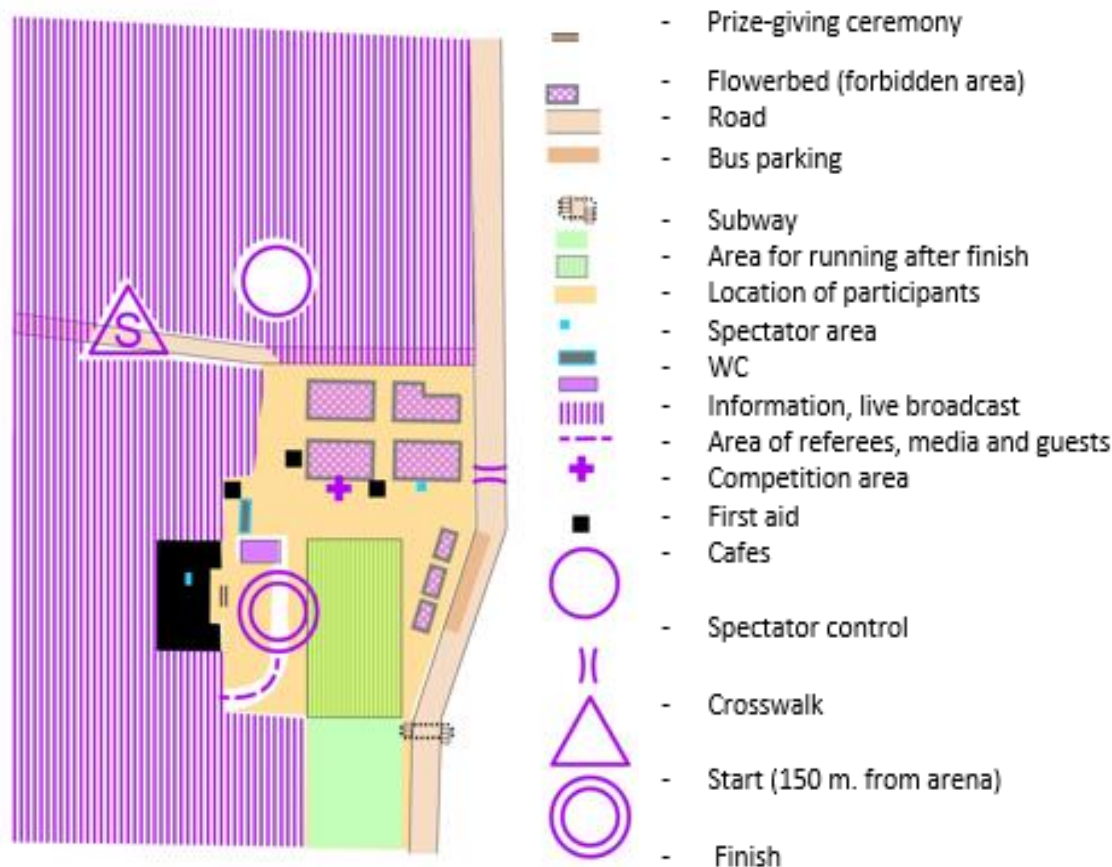 - Prize-giving ceremony
- Flowerbed (forbidden area)
- Road
- Bus parking
- Subway
- Area for running after finish
- Location of participants
- Spectator area
- WC
- Information, live broadcast
- Area of referees, media and guests
- Competition area
- First aid
- Cafes
- Spectator control
- Crosswalk
- Start (150 m. from arena)
- Finish
S